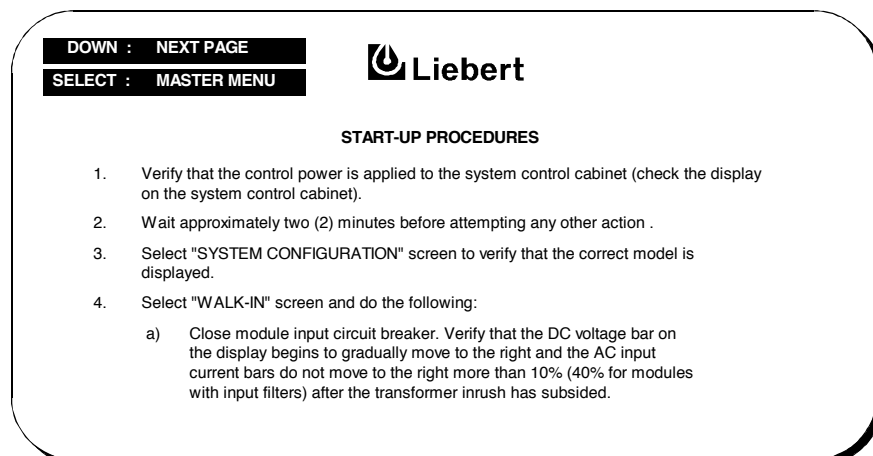 DOWN : NEXT PAGE
SELECT : MASTER MENU
Liebert
START-UP PROCEDURES
1. Verify that the control power is applied to the system control cabinet (check the display
on the system control cabinet).
2. Wait approximately two (2) minutes before attempting any other action .
3. Select "SYSTEM CONFIGURATION" screen to verify that the correct model is
displayed.
4. Select "WALK-IN" screen and do the following:
a) Close module input circuit breaker. Verify that the DC voltage bar on
the display begins to gradually move to the right and the AC input
current bars do not move to the right more than 10% (40% for modules
with input filters) after the transformer inrush has subsided.